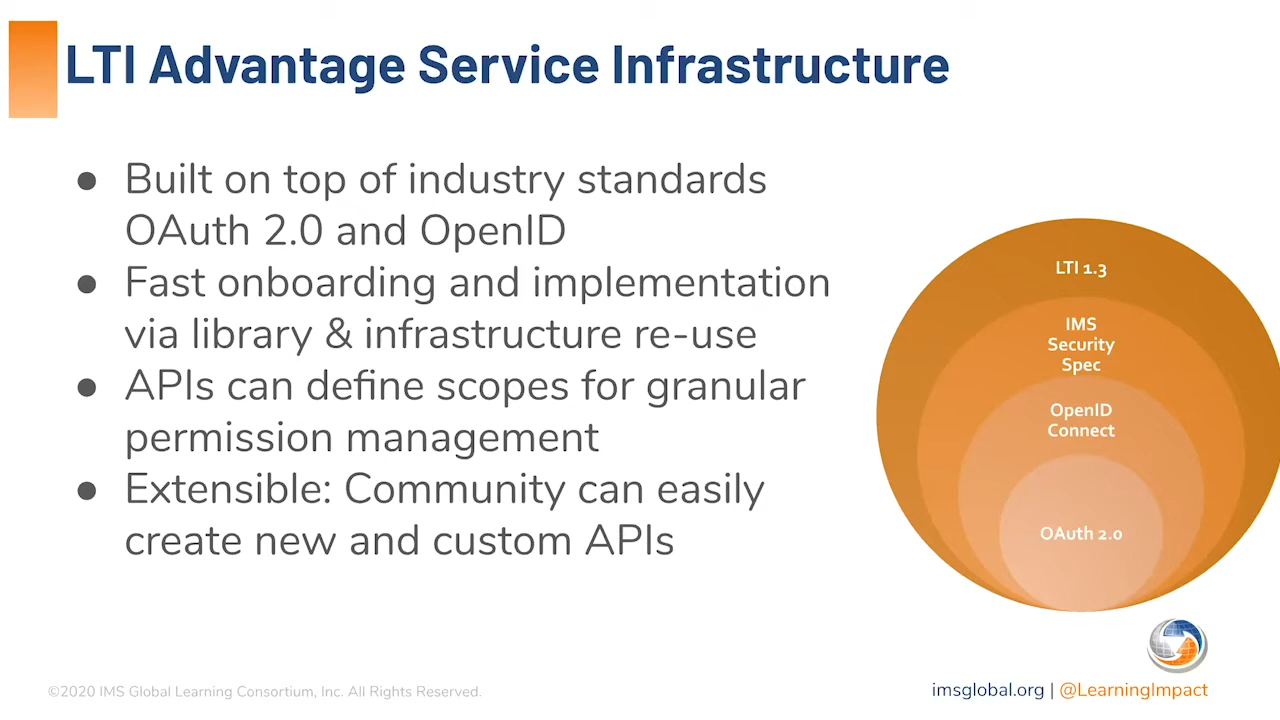 LTI Advantage Service Infrastructure
● Built on top of industry standards
OAuth 2.0 and OpenID
● Fast onboarding and implementation
via library & infrastructure re-use
● APIs can define scopes for granular
permission management
● Extensible: Community can easily
create new and custom APIs
LTI 1.3
IMS
Security
Spec
OpenID
Connect
OAuth 2.0
©2020 IMS Global Learning Consortium, Inc. All Rights Reserved.
imsglobal.org | @LearningImpact